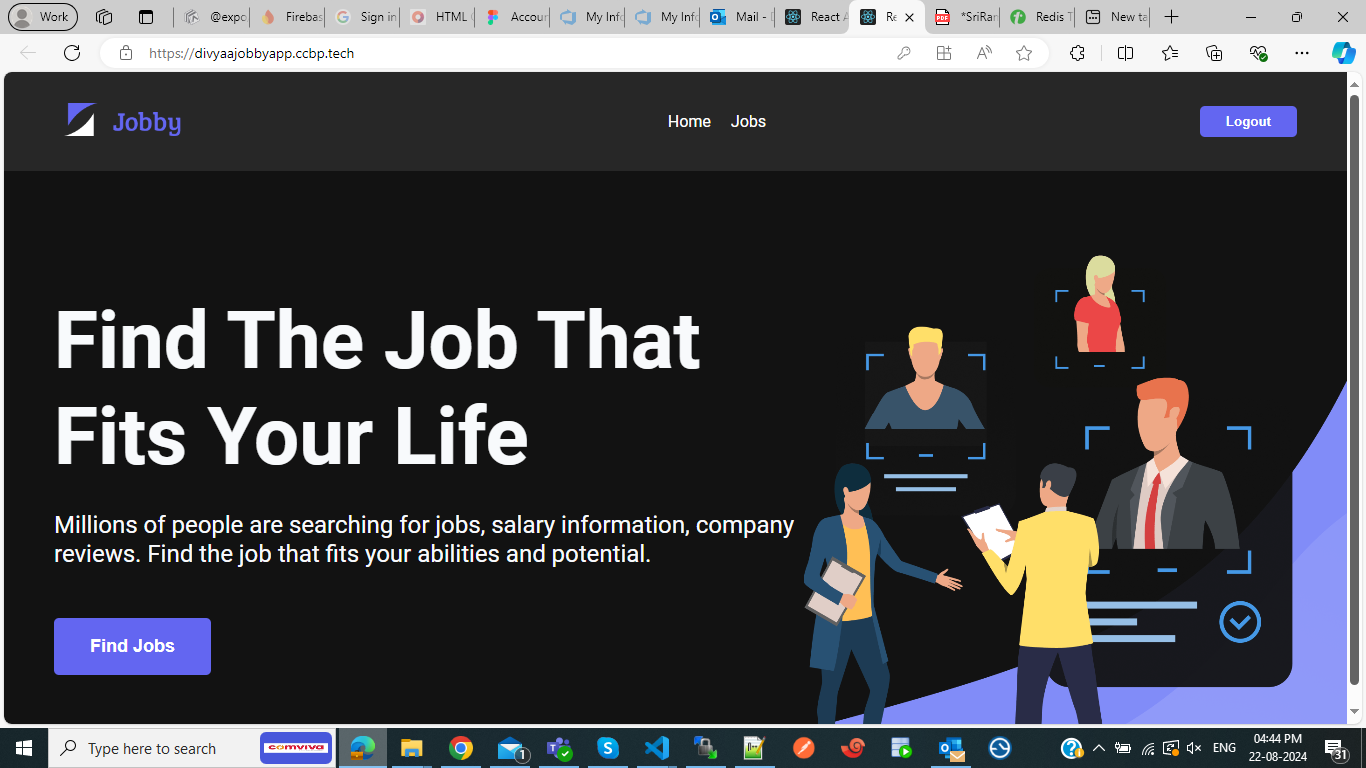 Work
@expo
Firebas
Sign in
HTML
Accoun
My Info
My Info
Mail -
React A
Re
*SriRan
Redis T
New ta
https://divyaajobbyapp.ccbp.tech
Jobby
Home
Jobs
Logout
Find The Job That
Fits Your Life
Millions of people are searching for jobs, salary information, company
reviews. Find the job that fits your abilities and potential.
Find Jobs
Type here to search
comviva
1
ENG
04:44 PM
22-08-2024
31